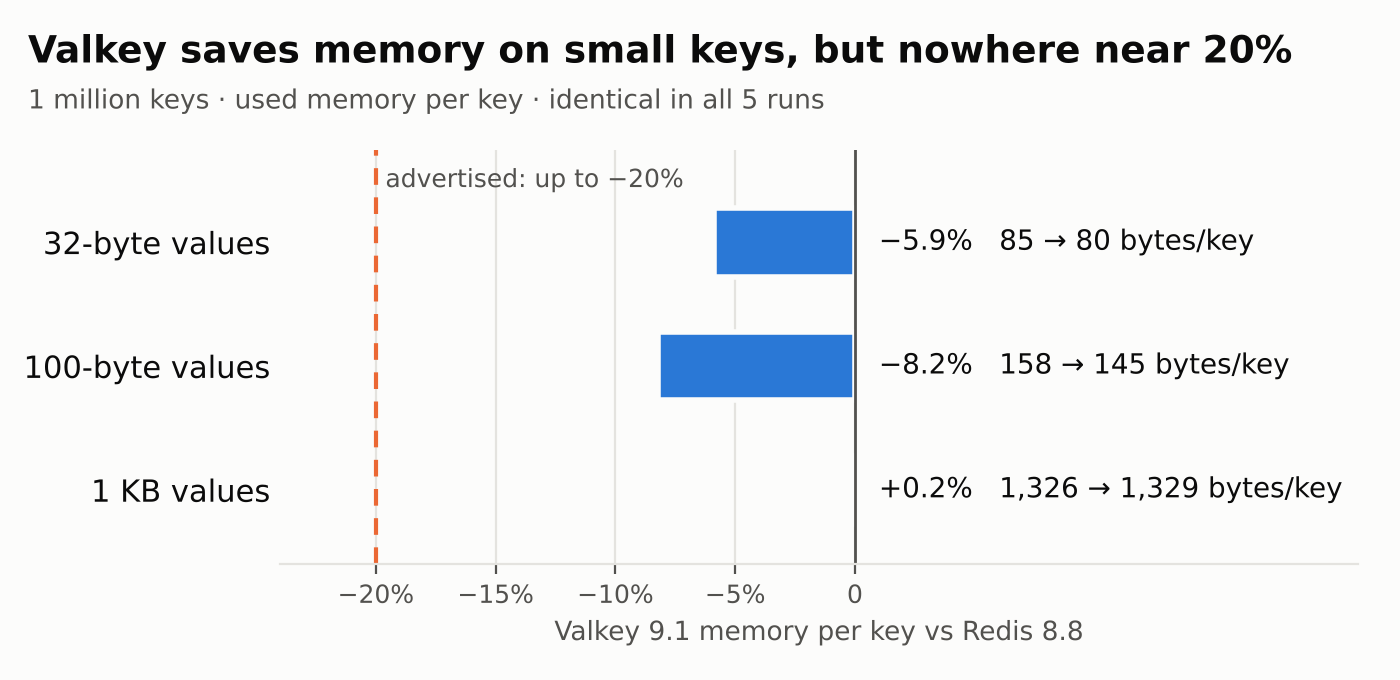 Valkey saves memory on small keys, but nowhere near 20%
1 million keys · used memory per key · identical in all 5 runs
advertised: up to −20%
32-byte values −5.9% 85 → 80 bytes/key
100-byte values −8.2% 158 → 145 bytes/key
1 KB values +0.2% 1,326 → 1,329 bytes/key
−20% −15% −10% −5% 0
Valkey 9.1 memory per key vs Redis 8.8